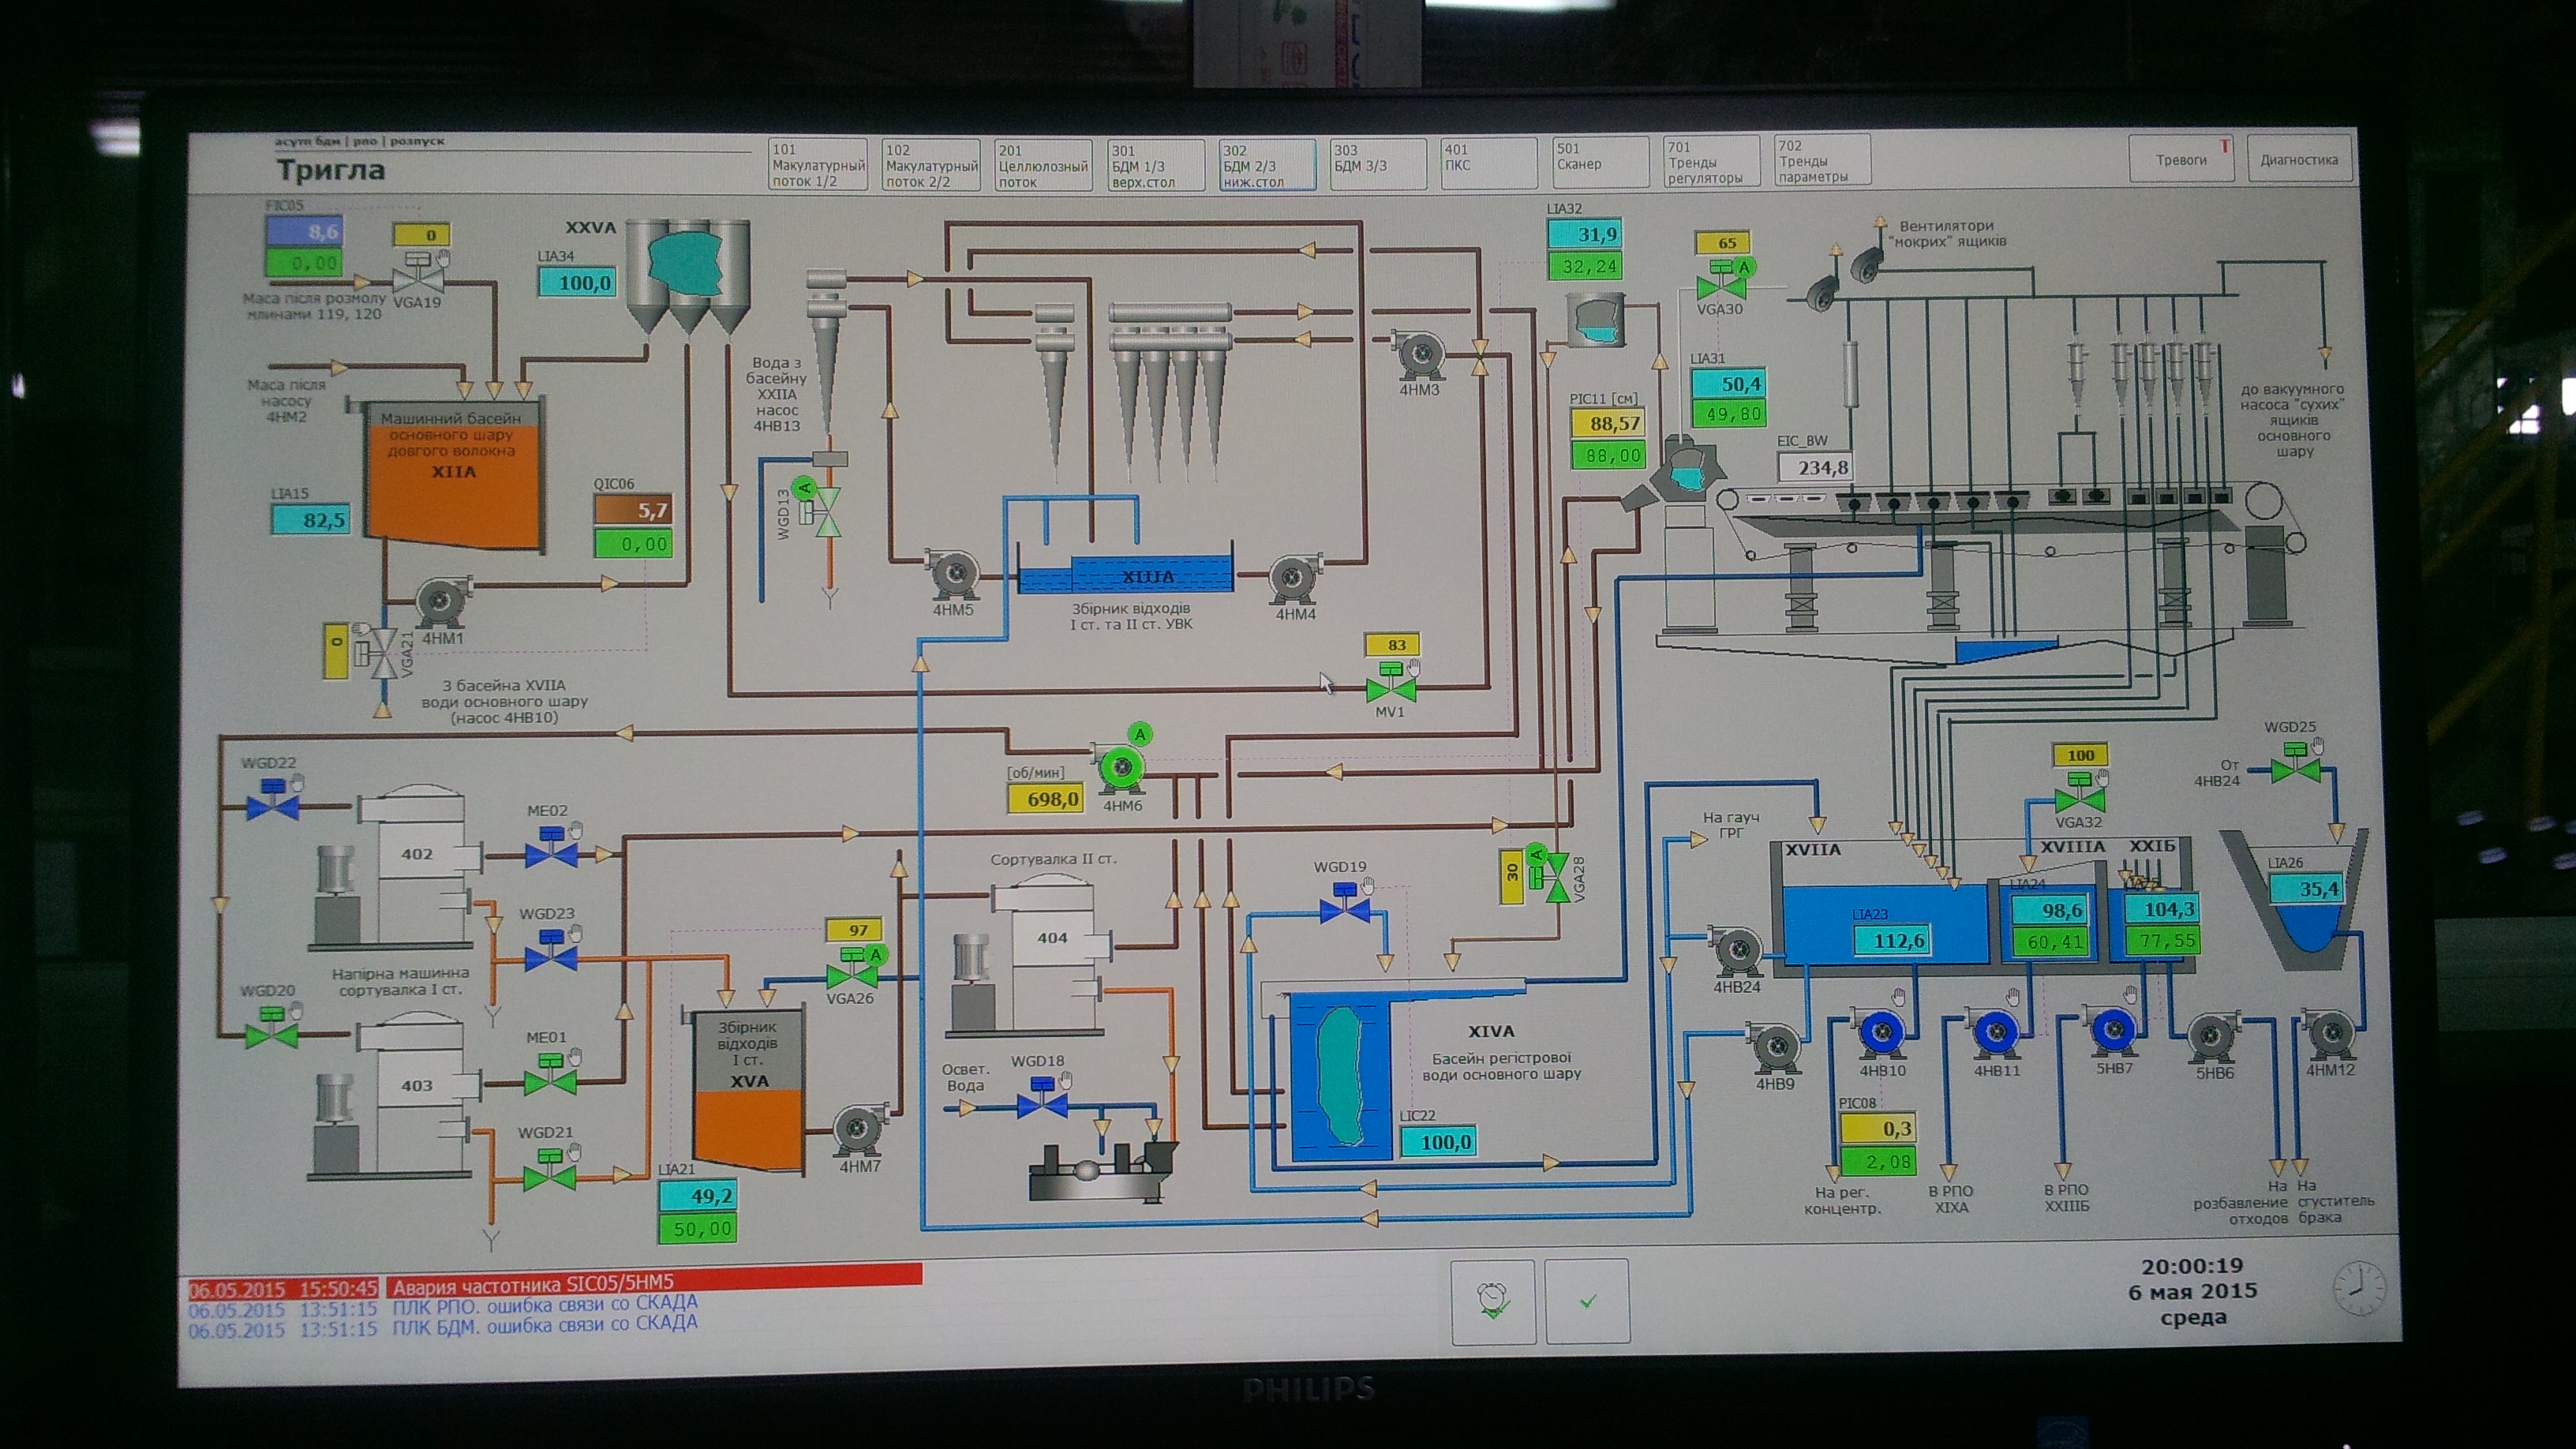 асутп бдм | рпо | розпуск
Тригла
101
Макулатурный
поток 1/2
102
Макулатурный
поток 2/2
201
Целлюлозный
поток
301
БДМ 1/3
верх.стол
302
БДМ 2/3
ниж.стол
303
БДМ 3/3
401
ПКС
501
Сканер
701
Тренды
регуляторы
702
Тренды
параметры
Тревоги
T
Диагностика
FIC05
8,6
0,00
0
VGA19
Маса після розмолу
млинами 119, 120
Маса після
насосу
4НМ2
Машинний басейн
основного шару
довгого волокна
XIIA
LIA15
82,5
QIC06
5,7
0,00
4НМ1
0
VGA21
З басейна XVIIA
води основного шару
(насос 4НВ10)
XXVA
LIA34
100,0
Вода з
басейну
XXIIA
насос
4НВ13
A
WGD13
4НМ5
XIIIA
Збірник відходів
I ст. та II ст. УВК
4НМ4
4НМ3
83
MV1
LIA32
31,9
32,24
65
A
VGA30
LIA31
50,4
49,80
PIC11 [см]
88,57
88,00
EIC_BW
234,8
Вентилятори
"мокрих" ящиків
до вакуумного
насоса "сухих"
ящиків
основного
шару
A
[об/мин]
698,0
4НМ6
WGD22
402
ME02
WGD23
Напірна машинна
сортувалка I ст.
WGD20
403
ME01
WGD21
Збірник
відходів
I ст.
XVA
LIA21
49,2
50,00
4НМ7
97
A
VGA26
Сортувалка II ст.
404
Освет.
Вода
WGD18
WGD19
30
A
VGA28
XIVA
Басейн регістрової
води основного шару
LIC22
100,0
На гауч
ГРГ
4НВ24
4НВ9
XVIIA
LIA23
112,6
100
VGA32
XVIIIA
LIA24
98,6
60,41
XXIБ
104,3
77,55
От
4НВ24
WGD25
LIA26
35,4
4НВ10
4НВ11
5НВ7
5НВ6
4НМ12
PIC08
0,3
2,08
На рег.
концентр.
В РПО
XIXA
В РПО
XXIIIБ
На
розбавление
отходов
На
сгуститель
брака
06.05.2015 15:50:45 Авария частотника SIC05/5НМ5
06.05.2015 13:51:15 ПЛК РПО. ошибка связи со СКАДА
06.05.2015 13:51:15 ПЛК БДМ. ошибка связи со СКАДА
20:00:19
6 мая 2015
среда
PHILIPS